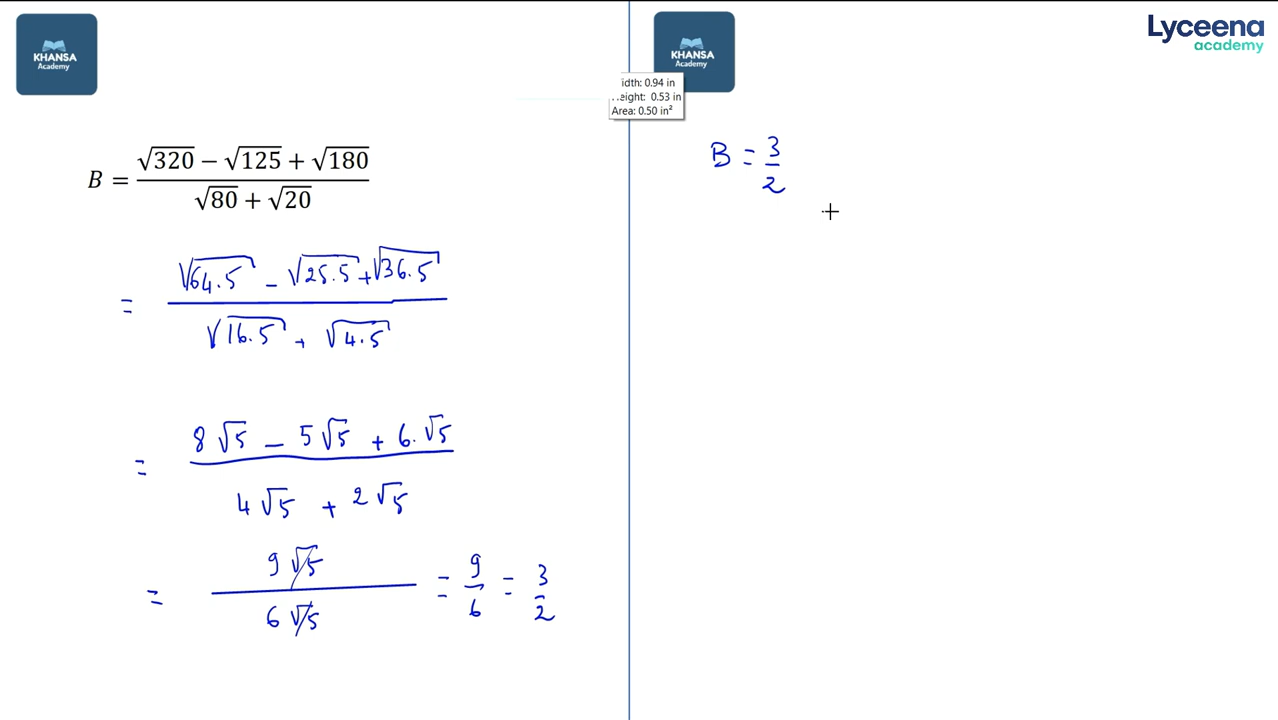 KHANSA
Academy
KHANSA
Academy
Lyceena
academy
idth: 0.94 in
eight: 0.53 in
Area: 0.50 in²
B = (√320 − √125 + √180) / (√80 + √20)
= (√64.5 − √25.5 + √36.5) / (√16.5 + √4.5)
= (8√5 − 5√5 + 6.√5) / (4√5 + 2√5)
= 9√5 / 6√5 = 9/6 = 3/2
B = 3/2